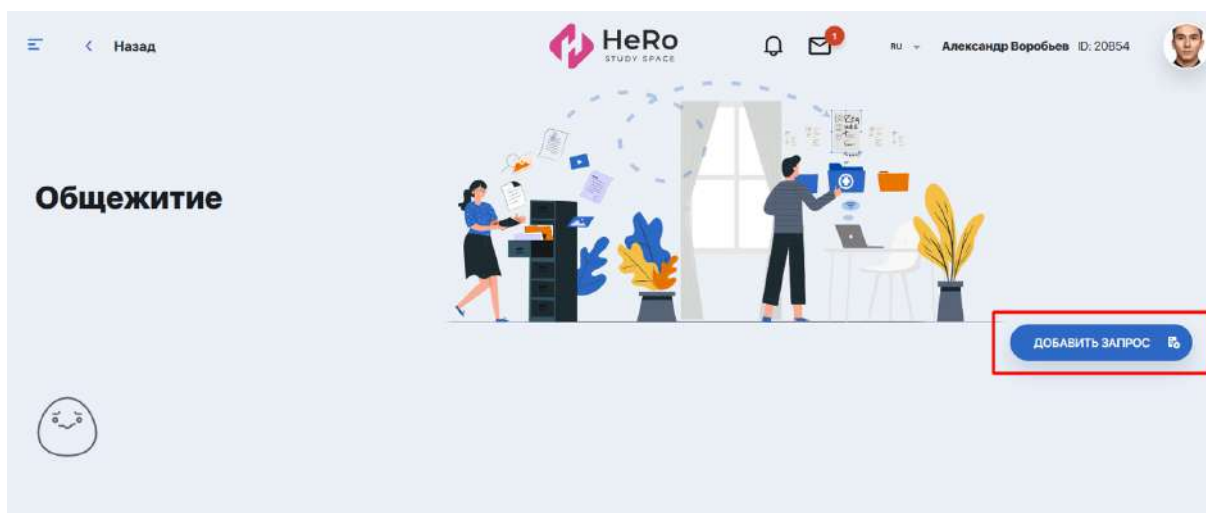 Назад
HeRo
STUDY SPACE
1
RU
Александр Воробьев ID: 20854
Общежитие
ДОБАВИТЬ ЗАПРОС